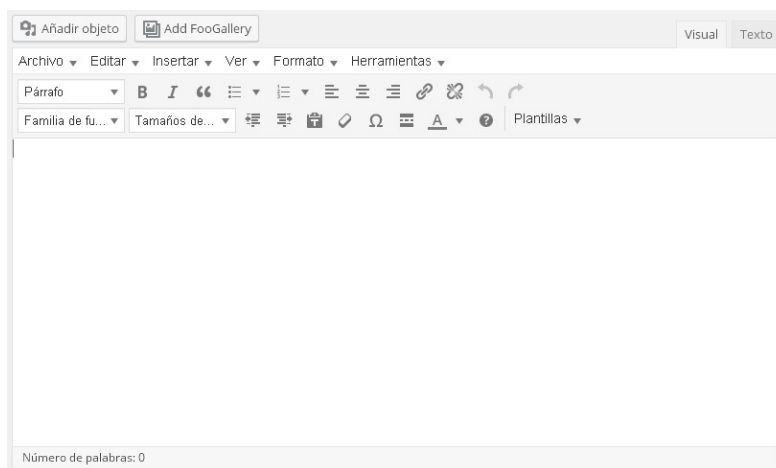 Añadir objeto Add FooGallery
Visual Texto
Archivo Editar Insertar Ver Formato Herramientas
Párrafo B I
Familia de fu... Tamaños de... T Ω A ? Plantillas
Número de palabras: 0